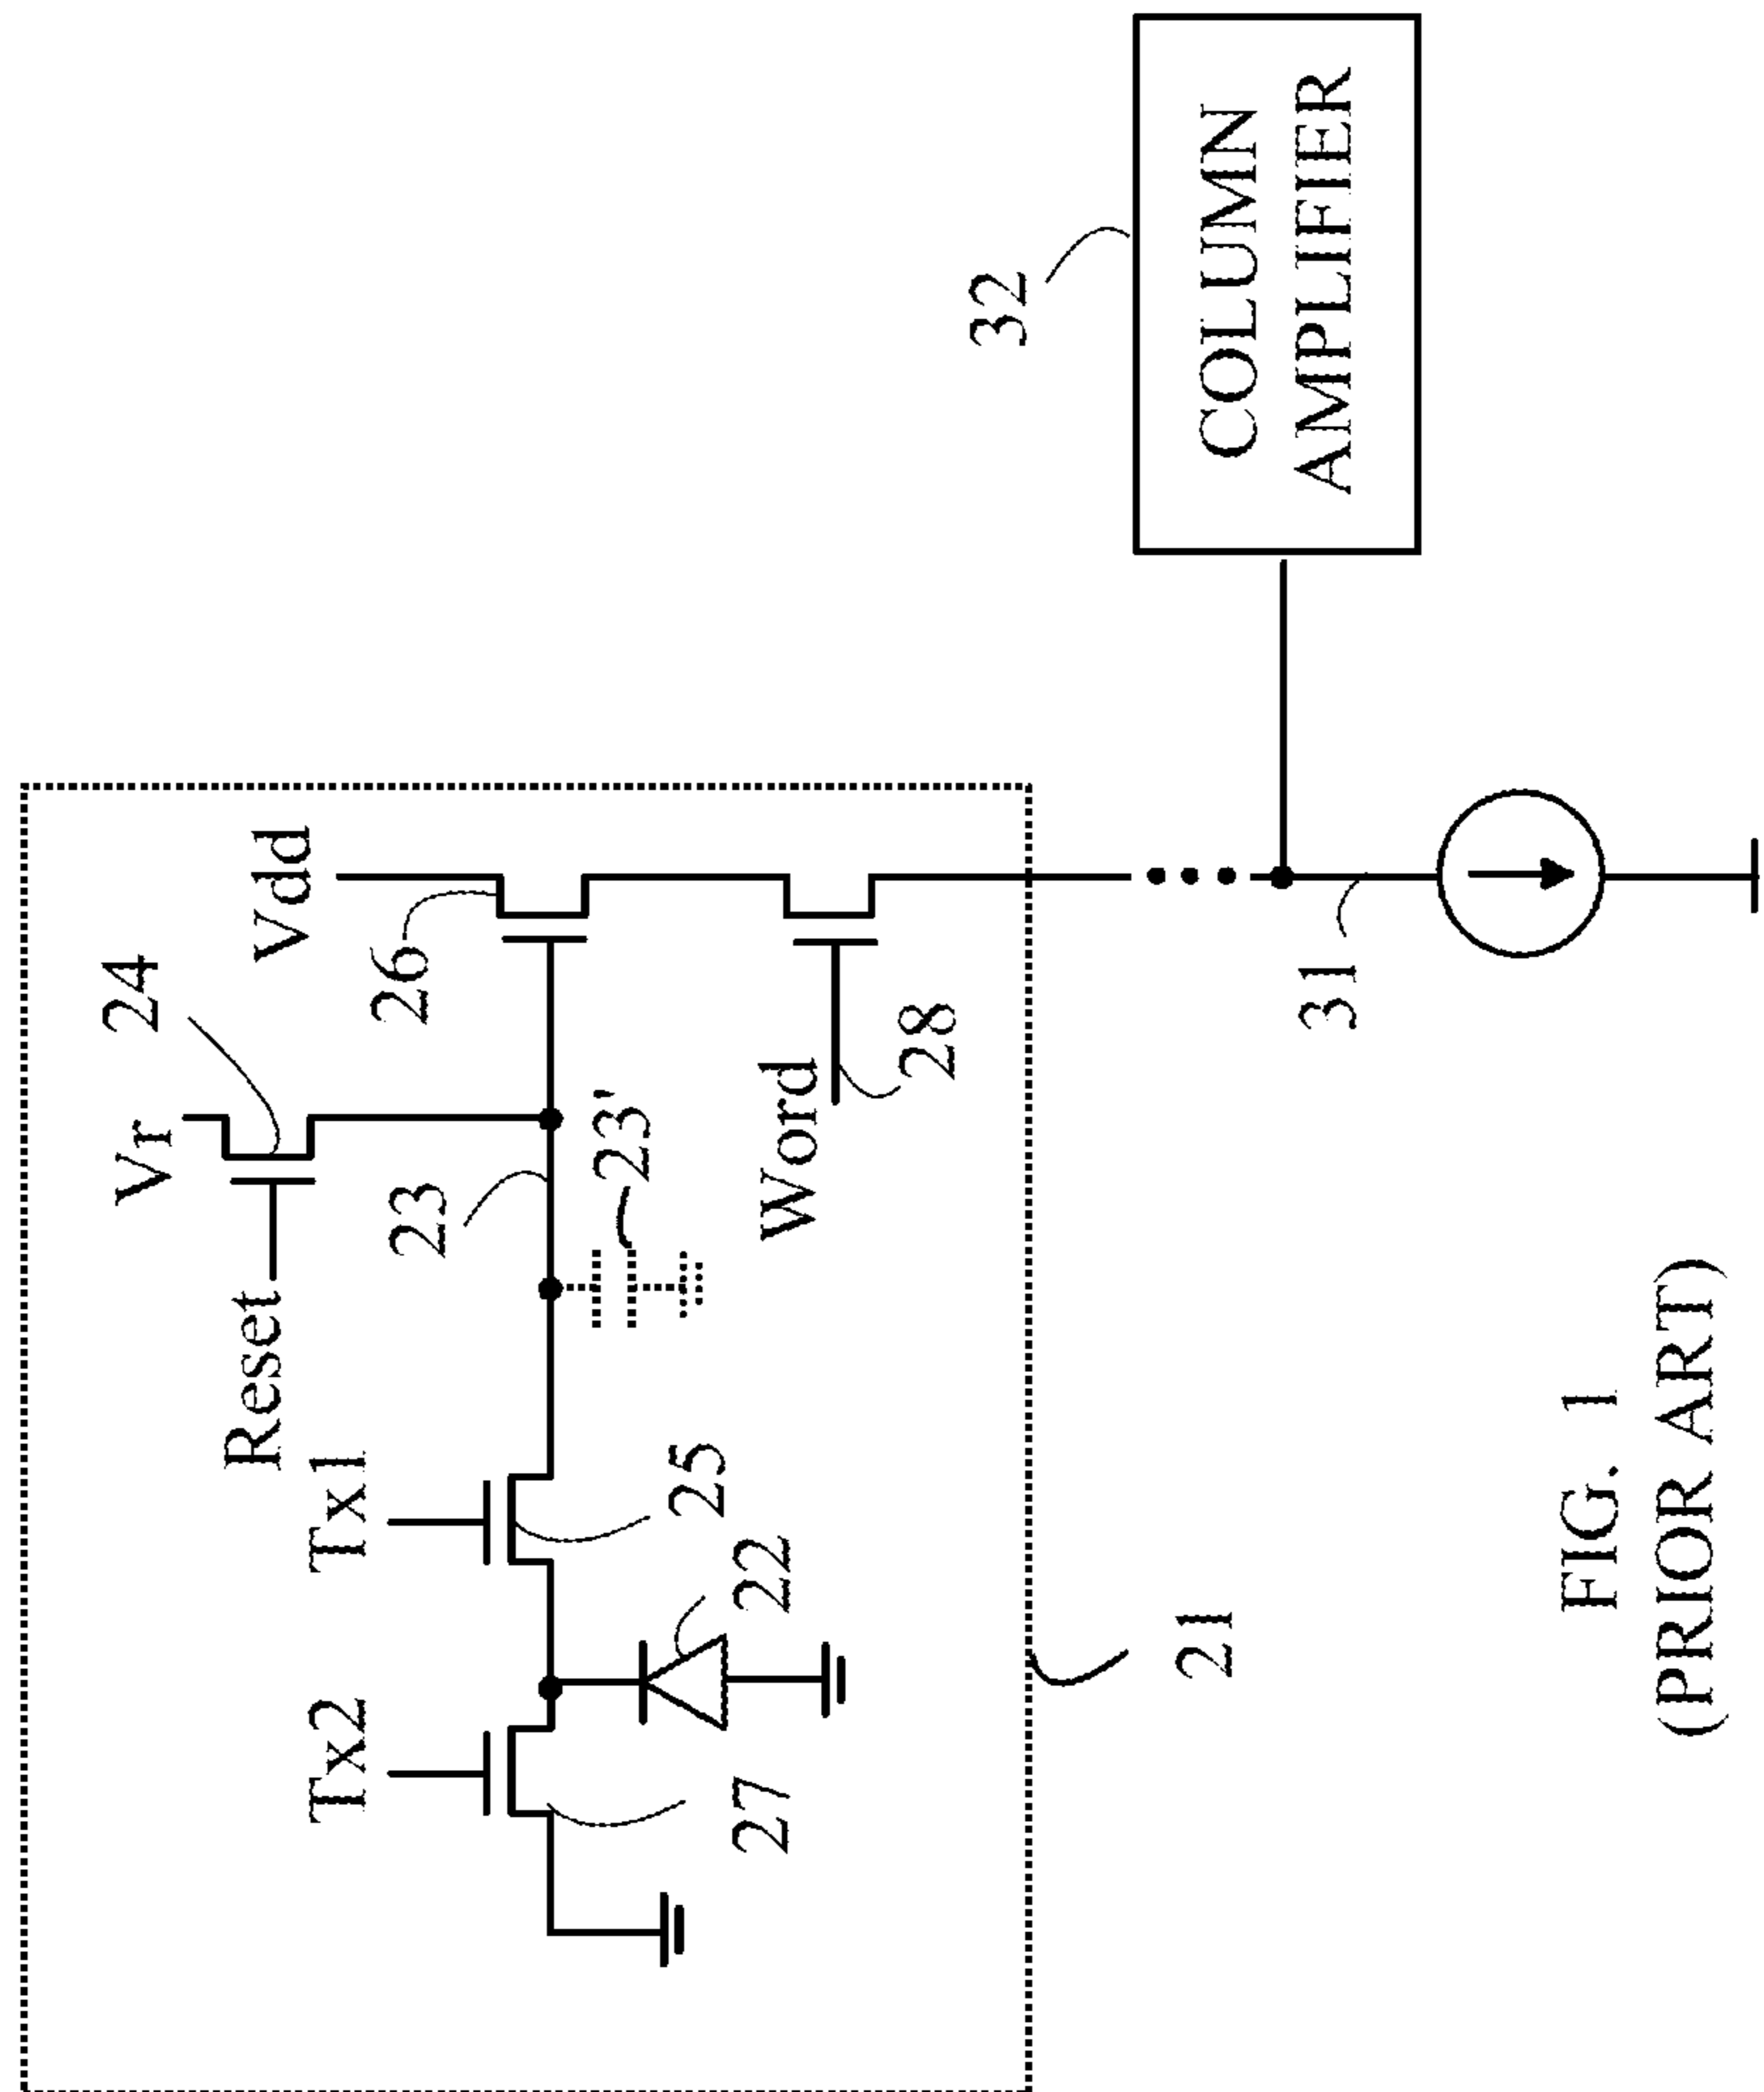 Vr
24
Vdd
Reset
26
Tx2
Tx1
23
23'
25
22
27
Word
28
32
COLUMN
AMPLIFIER
21
31
FIG. 1
(PRIOR ART)